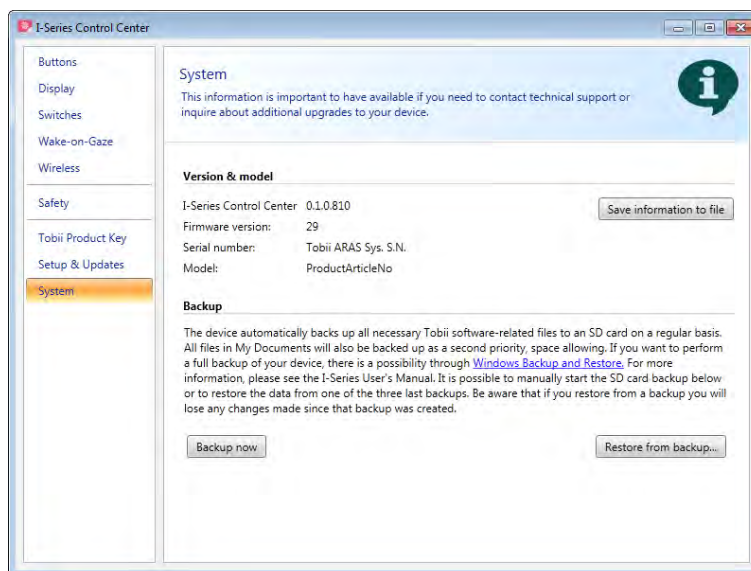 I-Series Control Center
Buttons
Display
Switches
Wake-on-Gaze
Wireless
Safety
Tobii Product Key
Setup & Updates
System
System
This information is important to have available if you need to contact technical support or
inquire about additional upgrades to your device.
Version & model
I-Series Control Center 0.1.0.810
Firmware version: 29
Serial number: Tobii ARAS Sys. S.N.
Model: ProductArticleNo
Save information to file
Backup
The device automatically backs up all necessary Tobii software-related files to an SD card on a regular basis.
All files in My Documents will also be backed up as a second priority, space allowing. If you want to perform
a full backup of your device, there is a possibility through Windows Backup and Restore. For more
information, please see the I-Series User's Manual. It is possible to manually start the SD card backup below
or to restore the data from one of the three last backups. Be aware that if you restore from a backup you will
lose any changes made since that backup was created.
Backup now
Restore from backup...